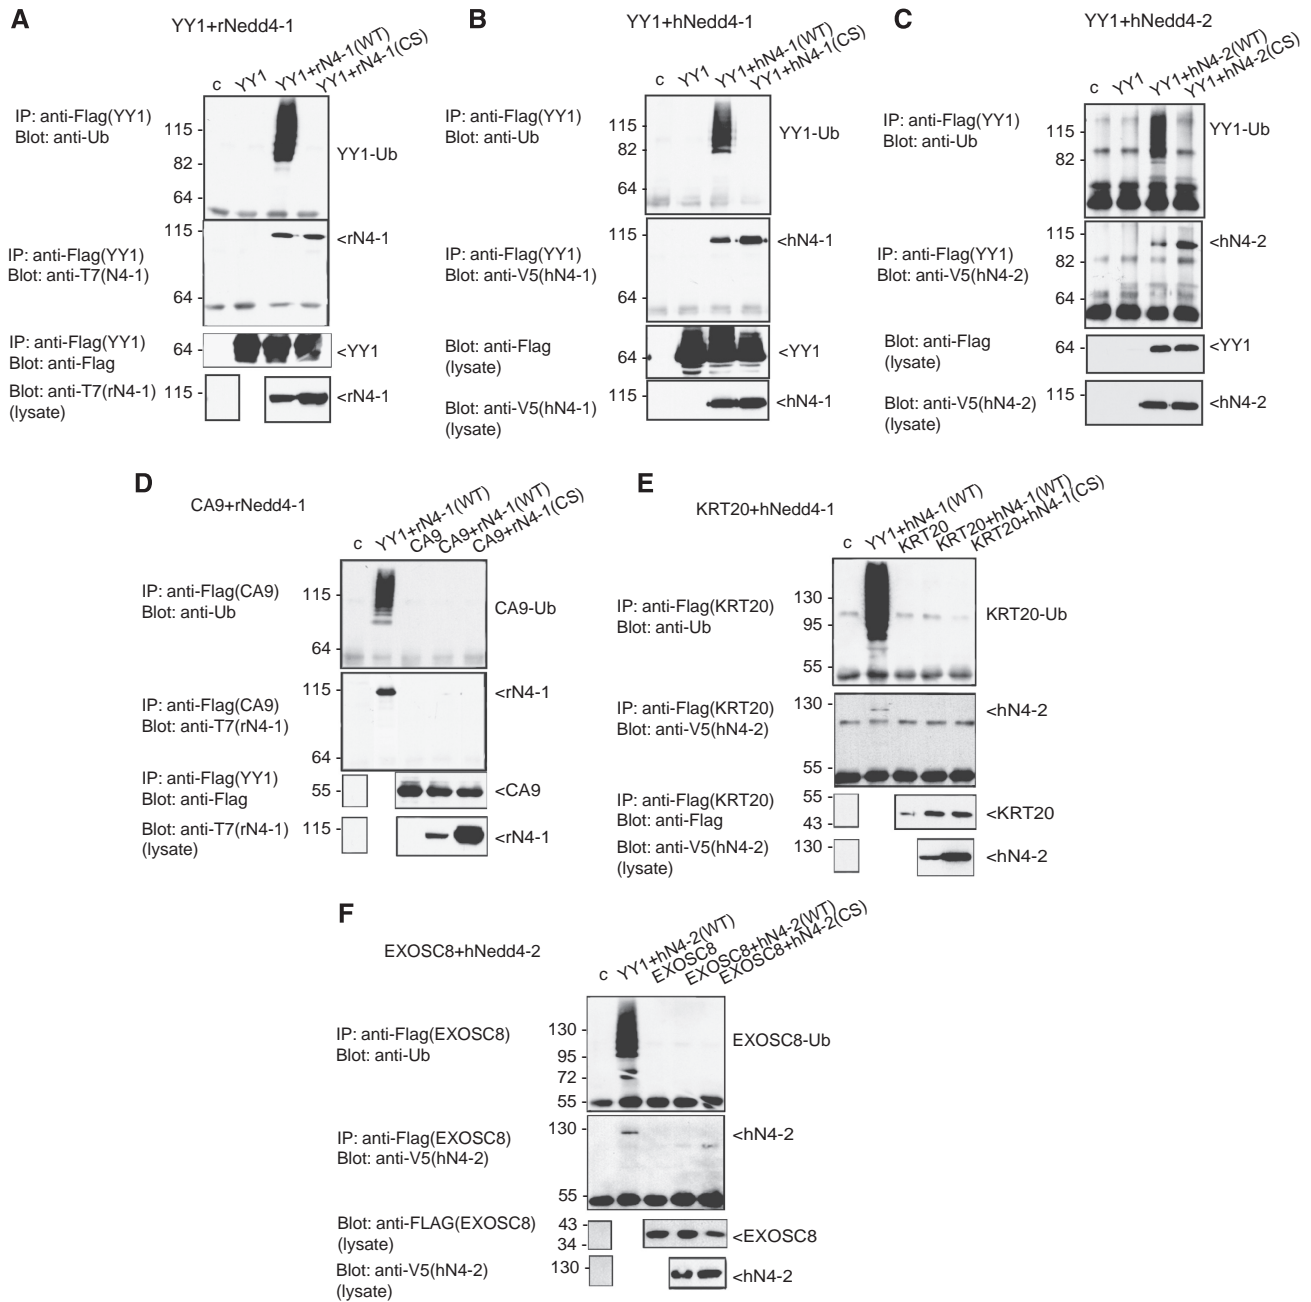 A
YY1+rNedd4-1
c YY1 YY1+rN4-1(WT) YY1+rN4-1(CS)
IP: anti-Flag(YY1)
Blot: anti-Ub
115 -
82 -
64 -
YY1-Ub
IP: anti-Flag(YY1)
Blot: anti-T7(N4-1)
115 -
64 -
<rN4-1
IP: anti-Flag(YY1)
Blot: anti-Flag
64 -
<YY1
Blot: anti-T7(rN4-1)
(lysate)
115 -
<rN4-1
B
YY1+hNedd4-1
c YY1 YY1+hN4-1(WT) YY1+hN4-1(CS)
IP: anti-Flag(YY1)
Blot: anti-Ub
115 -
82 -
64 -
YY1-Ub
IP: anti-Flag(YY1)
Blot: anti-V5(hN4-1)
115 -
64 -
<hN4-1
Blot: anti-Flag
(lysate)
64 -
<YY1
Blot: anti-V5(hN4-1)
(lysate)
115 -
<hN4-1
C
YY1+hNedd4-2
c YY1 YY1+hN4-2(WT) YY1+hN4-2(CS)
IP: anti-Flag(YY1)
Blot: anti-Ub
115 -
82 -
YY1-Ub
IP: anti-Flag(YY1)
Blot: anti-V5(hN4-2)
115 -
82 -
64 -
<hN4-2
Blot: anti-Flag
(lysate)
64 -
<YY1
Blot: anti-V5(hN4-2)
(lysate)
115 -
<hN4-2
D
CA9+rNedd4-1
c YY1+rN4-1(WT) CA9 CA9+rN4-1(WT) CA9+rN4-1(CS)
IP: anti-Flag(CA9)
Blot: anti-Ub
115 -
64 -
CA9-Ub
IP: anti-Flag(CA9)
Blot: anti-T7(rN4-1)
115 -
64 -
<rN4-1
IP: anti-Flag(YY1)
Blot: anti-Flag
55 -
<CA9
Blot: anti-T7(rN4-1)
(lysate)
115 -
<rN4-1
E
KRT20+hNedd4-1
c YY1+hN4-1(WT) KRT20 KRT20+hN4-1(WT) KRT20+hN4-1(CS)
IP: anti-Flag(KRT20)
Blot: anti-Ub
130 -
95 -
55 -
KRT20-Ub
IP: anti-Flag(KRT20)
Blot: anti-V5(hN4-2)
130 -
55 -
<hN4-2
IP: anti-Flag(KRT20)
Blot: anti-Flag
55 -
43 -
<KRT20
Blot: anti-V5(hN4-2)
(lysate)
130 -
<hN4-2
F
EXOSC8+hNedd4-2
c YY1+hN4-2(WT) EXOSC8 EXOSC8+hN4-2(WT) EXOSC8+hN4-2(CS)
IP: anti-Flag(EXOSC8)
Blot: anti-Ub
130 -
95 -
72 -
55 -
EXOSC8-Ub
IP: anti-Flag(EXOSC8)
Blot: anti-V5(hN4-2)
130 -
55 -
<hN4-2
Blot: anti-FLAG(EXOSC8)
(lysate)
43 -
34 -
<EXOSC8
Blot: anti-V5(hN4-2)
(lysate)
130 -
<hN4-2